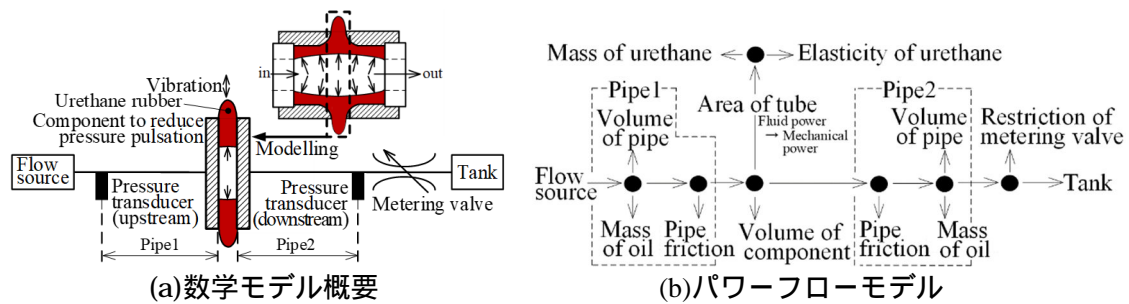 in
out
Vibration
Urethane rubber
Component to reduce
pressure pulsation
Modelling
Flow
source
Tank
Pressure
transducer
(upstream)
Pressure
transducer
(downstream)
Metering valve
Pipe1
Pipe2
(a)数学モデル概要
Mass of urethane
Elasticity of urethane
Pipe1
Volume
of pipe
Area of tube
Fluid power
→ Mechanical
power
Pipe2
Volume
of pipe
Restriction of
metering valve
Flow
source
Tank
Mass
of oil
Pipe
friction
Volume of
component
Pipe
friction
Mass
of oil
(b)パワーフローモデル